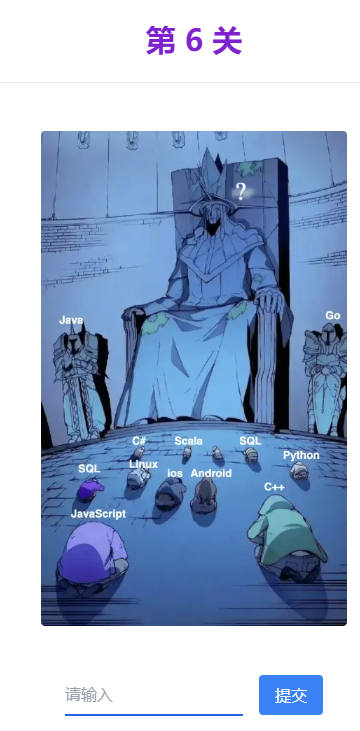 第 6 关
?
Java
Go
C#
Scala
SQL
Python
Linux
SQL
ios
Android
C++
JavaScript
请输入
提交